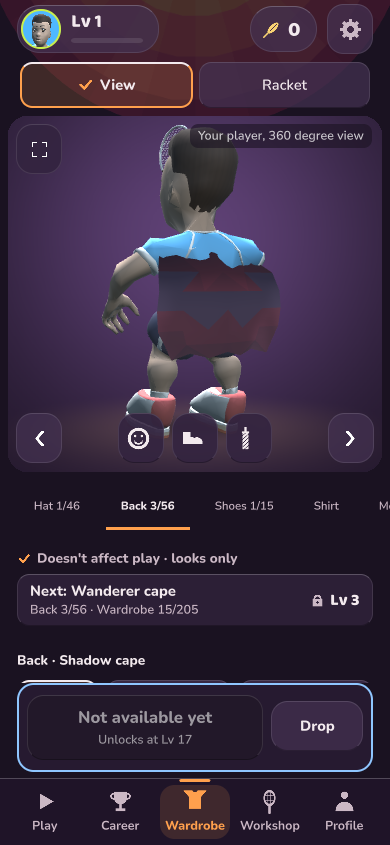 Lv 1
0
View
Racket
Your player, 360 degree view
Hat 1/46
Back 3/56
Shoes 1/15
Shirt
Doesn't affect play · looks only
Next: Wanderer cape
Back 3/56 · Wardrobe 15/205
Lv 3
Back · Shadow cape
Not available yet
Unlocks at Lv 17
Drop
Play
Career
Wardrobe
Workshop
Profile